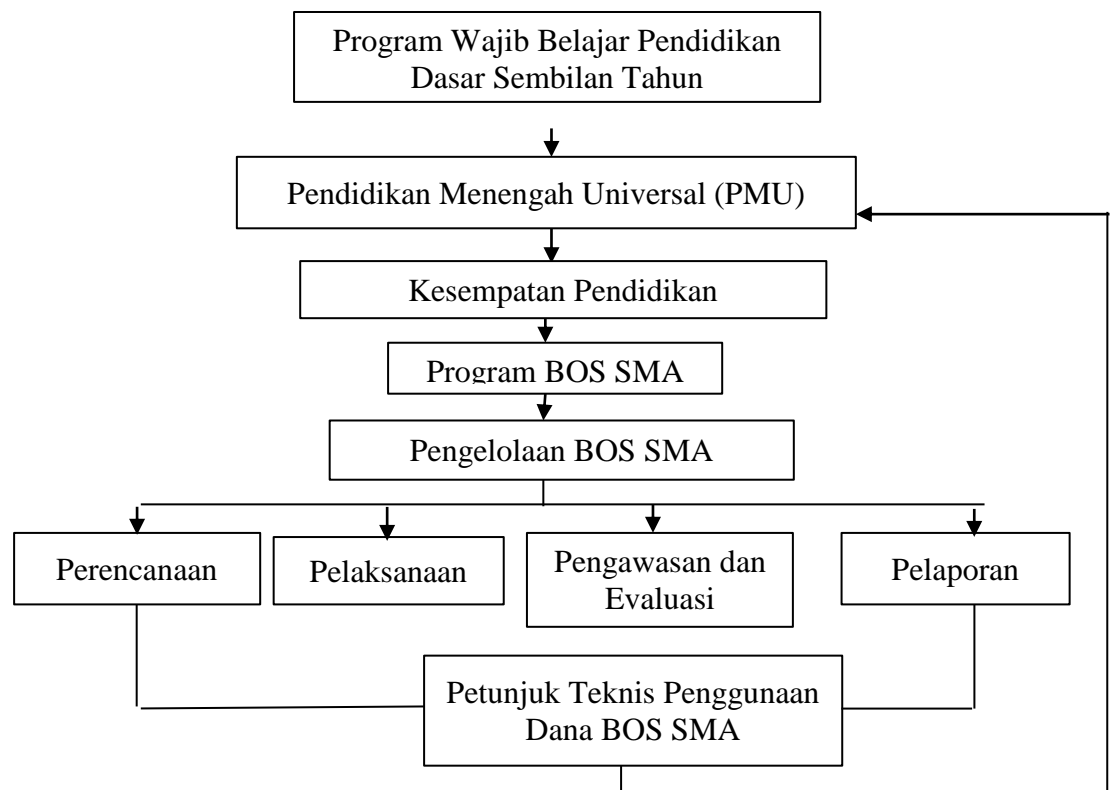 Program Wajib Belajar Pendidikan
Dasar Sembilan Tahun
Pendidikan Menengah Universal (PMU)
Kesempatan Pendidikan
Program BOS SMA
Pengelolaan BOS SMA
Perencanaan
Pelaksanaan
Pengawasan dan
Evaluasi
Pelaporan
Petunjuk Teknis Penggunaan
Dana BOS SMA